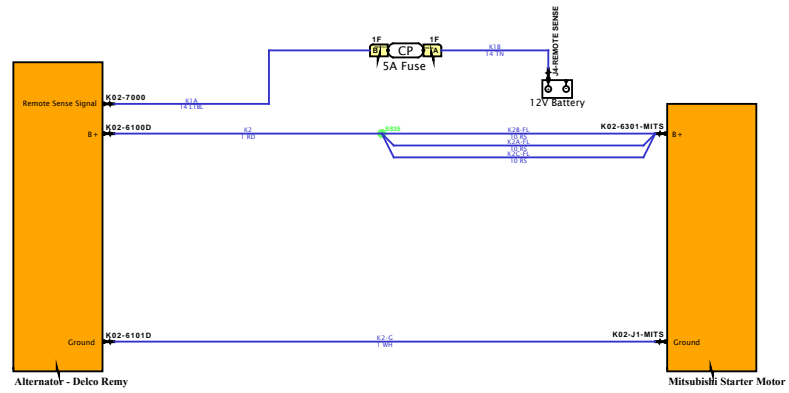 1F
1F
B
CP
A
5A Fuse
K1B
14 TN
J4-REMOTE SENSE
12V Battery
K02-7000
Remote Sense Signal
K1A
14 LTBL
K02-6100D
B+
K2
1 RD
S835
K2B-FL
10 RS
K2A-FL
10 RS
K2C-FL
10 RS
K02-6301-MITS
B+
K02-6101D
Ground
K2-G
1 WH
K02-J1-MITS
Ground
Alternator - Delco Remy
Mitsubishi Starter Motor